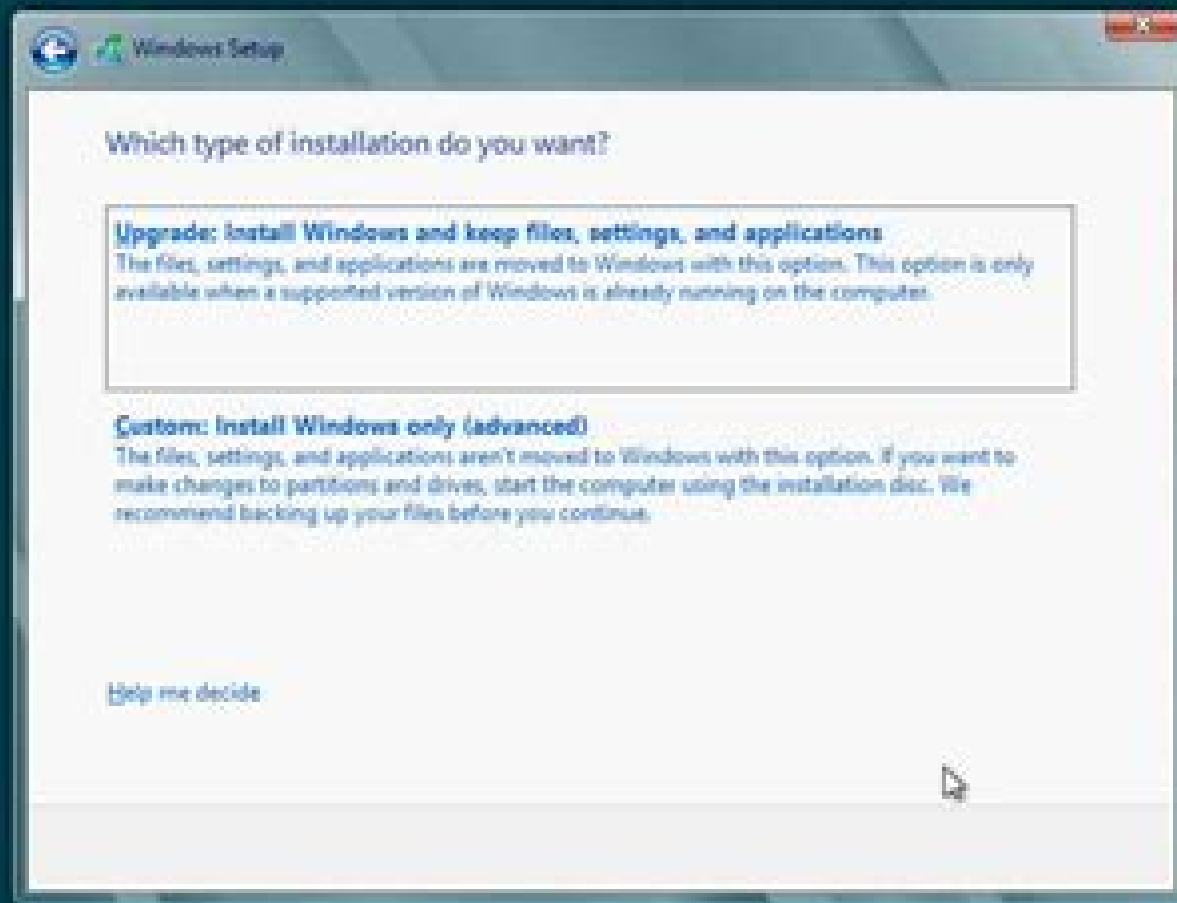 Windows Setup
Which type of installation do you want?
Upgrade: Install Windows and keep files, settings, and applications
The files, settings, and applications are moved to Windows with this option. This option is only
available when a supported version of Windows is already running on the computer.
Custom: Install Windows only (advanced)
The files, settings, and applications aren't moved to Windows with this option. If you want to
make changes to partitions and drives, start the computer using the installation disc. We
recommend backing up your files before you continue.
Help me decide